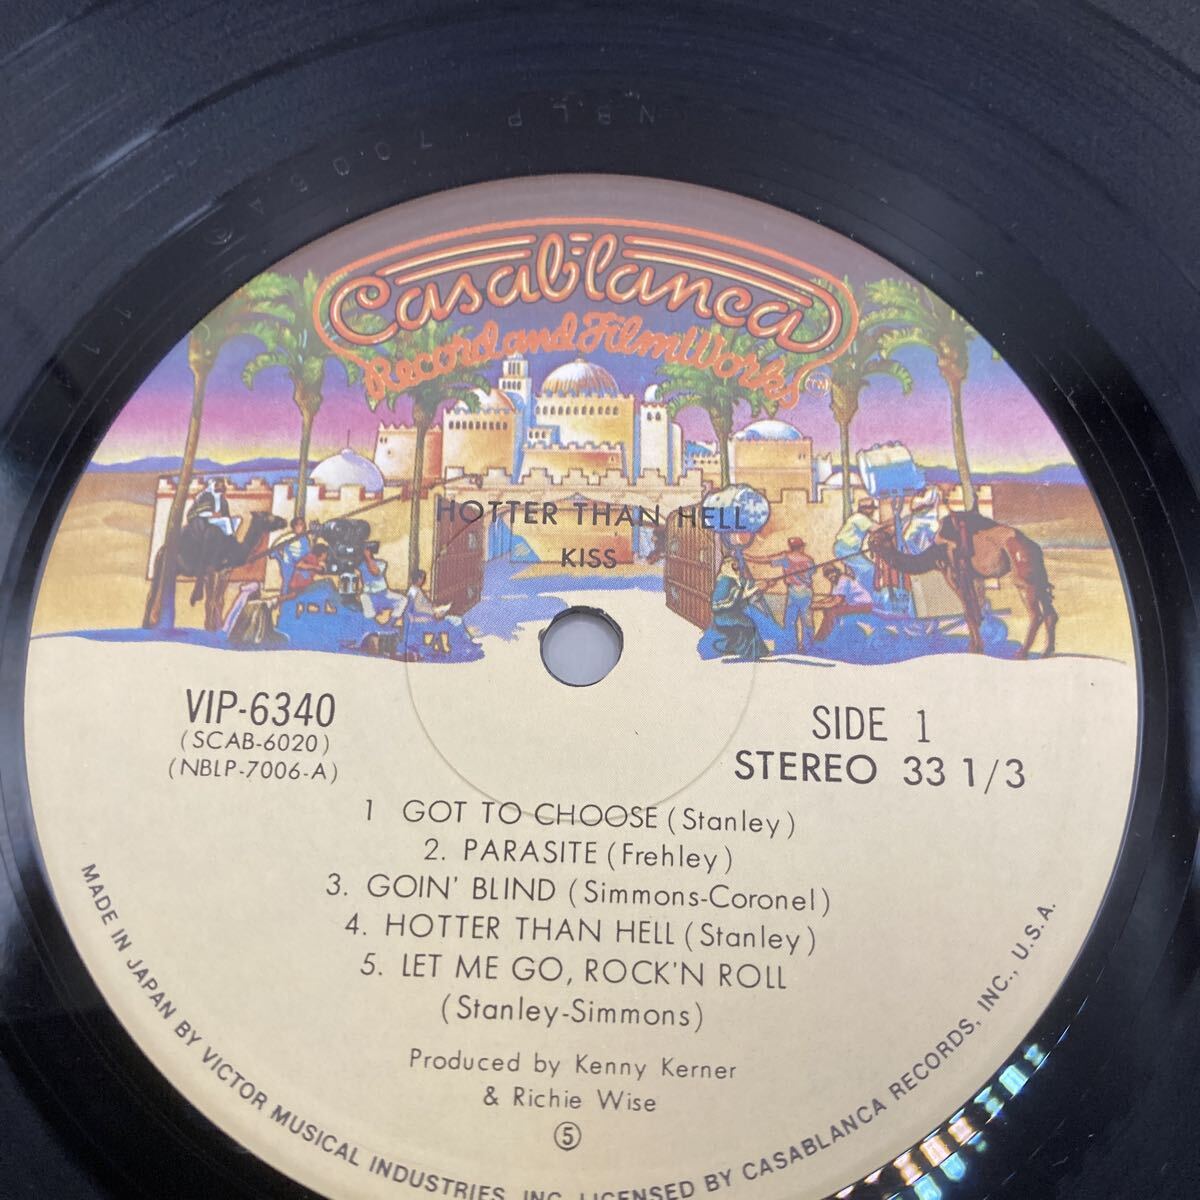 NBLP 7006A
Casablanca
Record and FilmWorks
TM
HOTTER THAN HELL
KISS
VIP-6340
(SCAB-6020)
(NBLP-7006-A)
SIDE 1
STEREO 33 1/3
1 GOT TO CHOOSE (Stanley)
2. PARASITE (Frehley)
3. GOIN' BLIND (Simmons-Coronel)
4. HOTTER THAN HELL (Stanley)
5. LET ME GO, ROCK'N ROLL
(Stanley-Simmons)
Produced by Kenny Kerner
& Richie Wise
⑤
MADE IN JAPAN BY VICTOR MUSICAL INDUSTRIES, INC. LICENSED BY CASABLANCA RECORDS, INC., U.S.A.